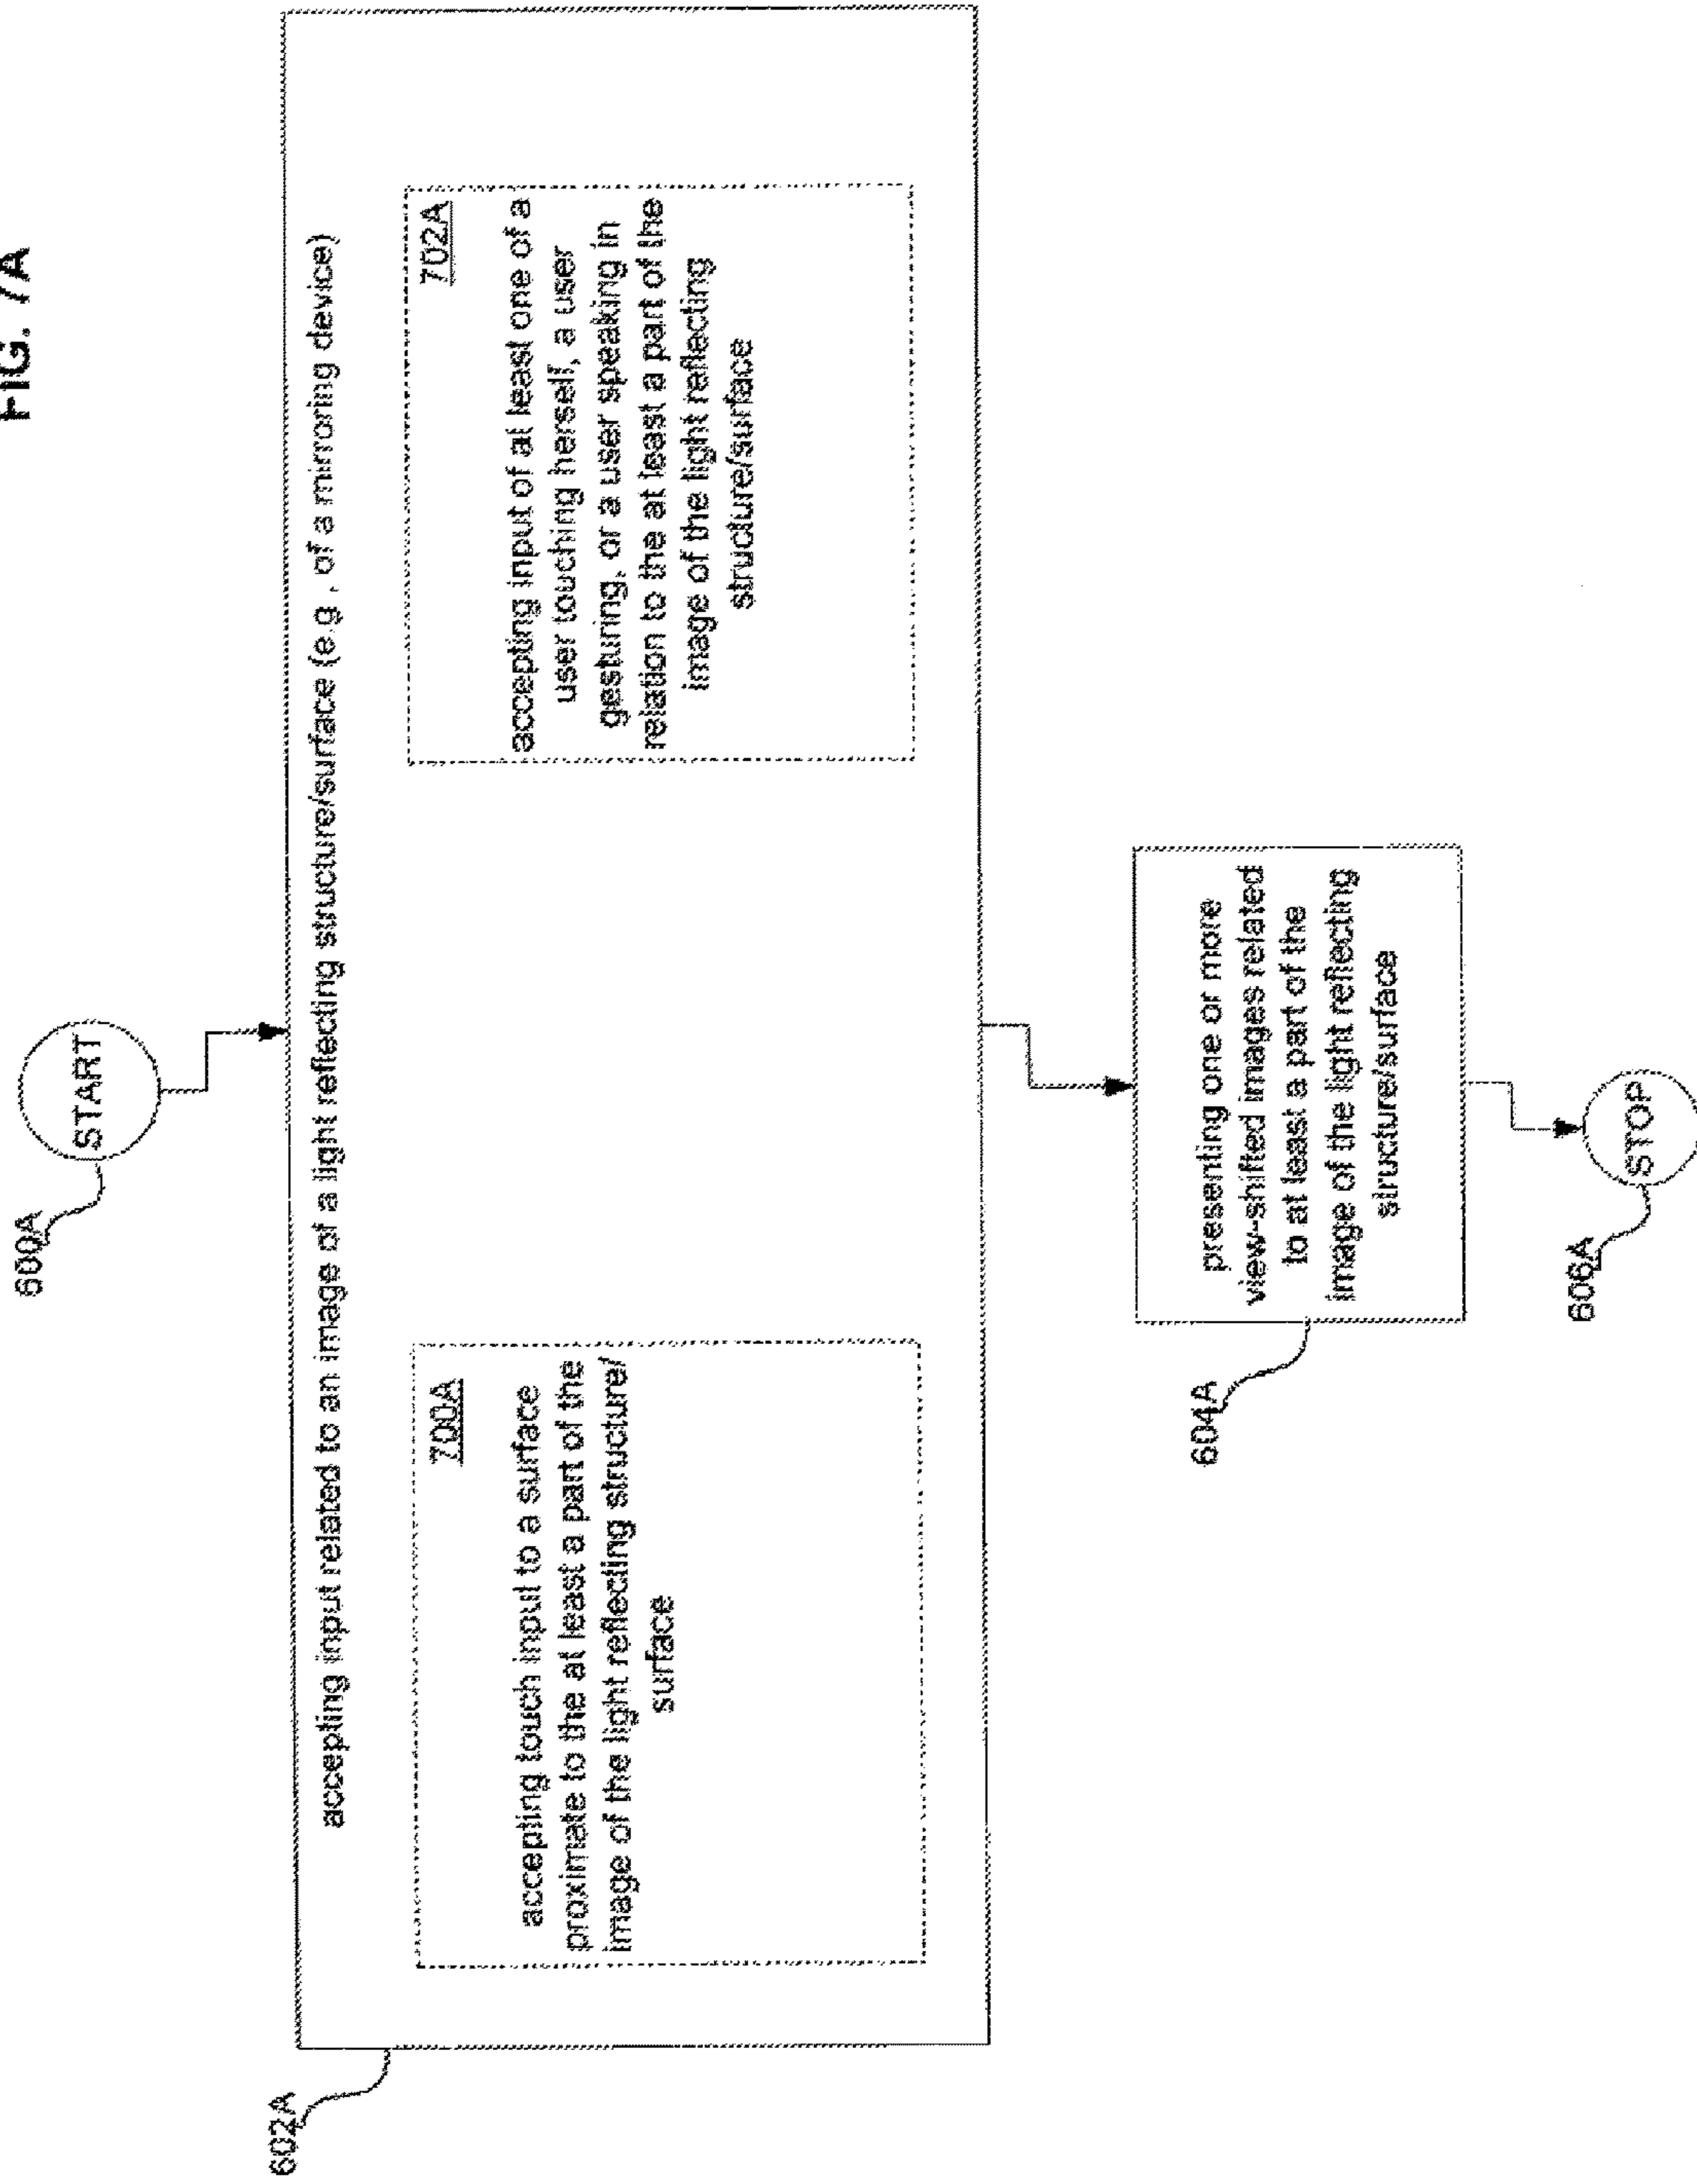 FIG. 7A
600A
START
602A
accepting input related to an image of a light reflecting structure/surface (e.g., of a mirroring device)
700A
accepting touch input to a surface
proximate to the at least a part of the
image of the light reflecting structure/
surface
702A
accepting input of at least one of a
user touching herself, a user
gesturing, or a user speaking in
relation to the at least a part of the
image of the light reflecting
structure/surface
604A
presenting one or more
view-shifted images related
to at least a part of the
image of the light reflecting
structure/surface
606A
STOP